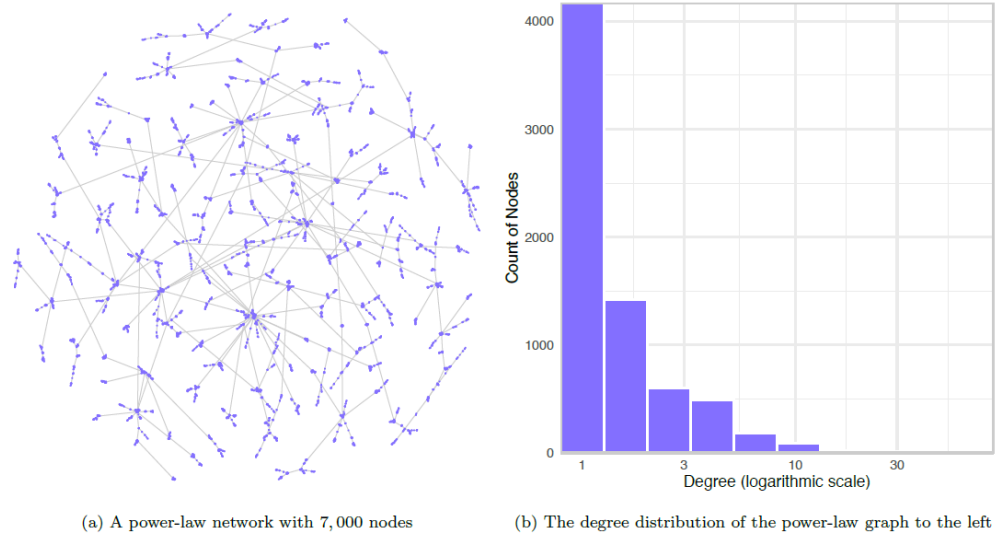 4000
3000
2000
1000
0
Count of Nodes
1 3 10 30
Degree (logarithmic scale)
(a) A power-law network with 7,000 nodes
(b) The degree distribution of the power-law graph to the left